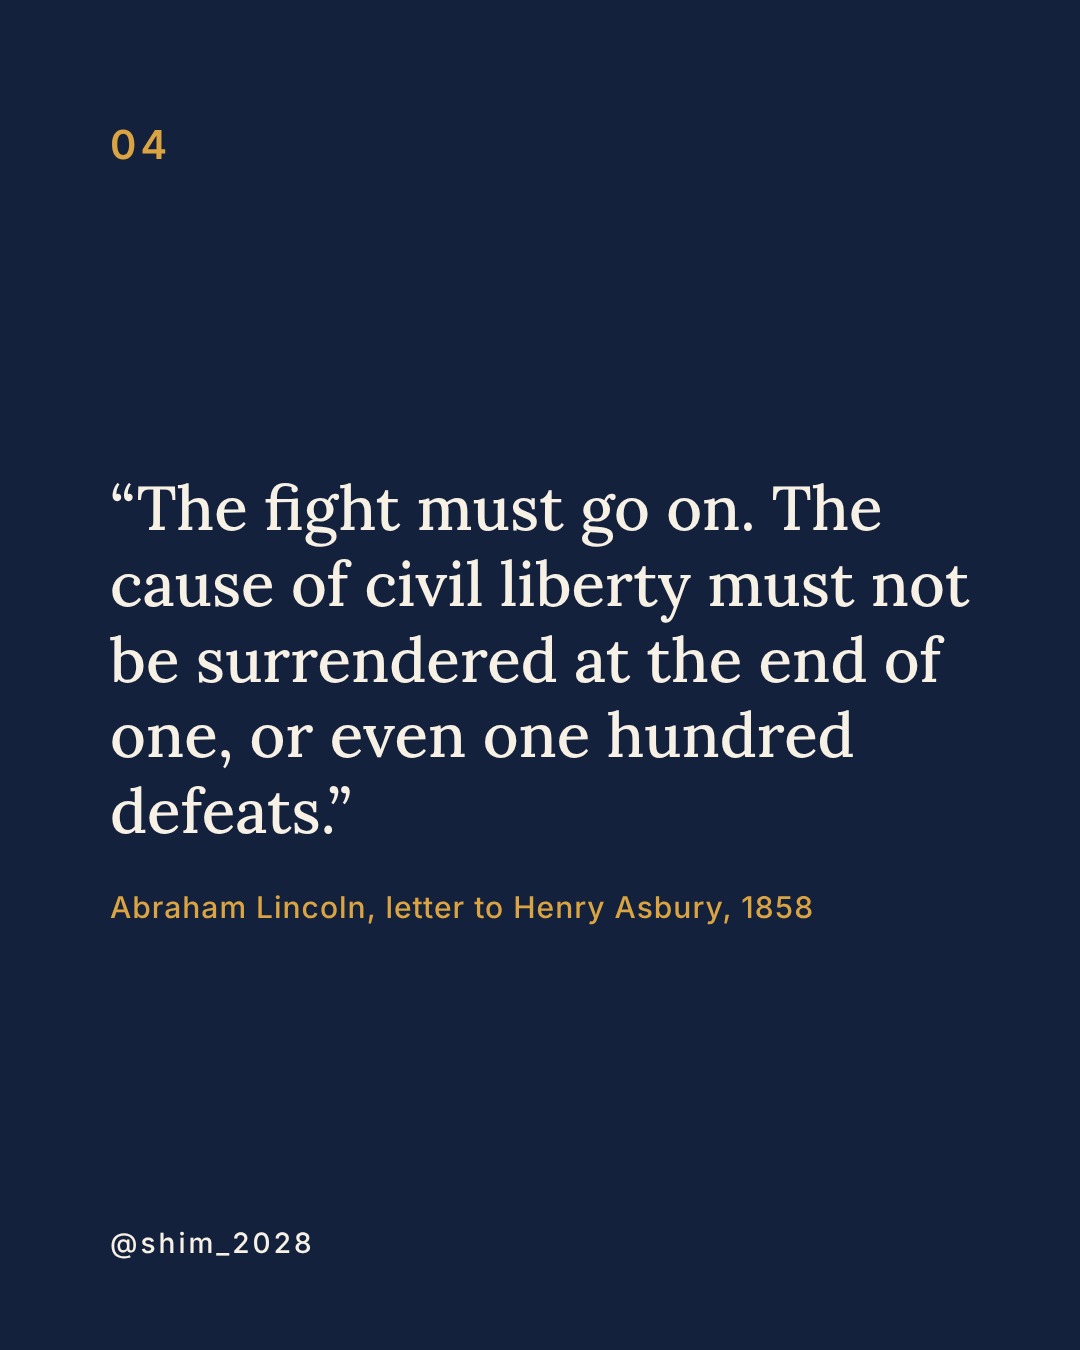 04
“The fight must go on. The
cause of civil liberty must not
be surrendered at the end of
one, or even one hundred
defeats.”
Abraham Lincoln, letter to Henry Asbury, 1858
@shim_2028